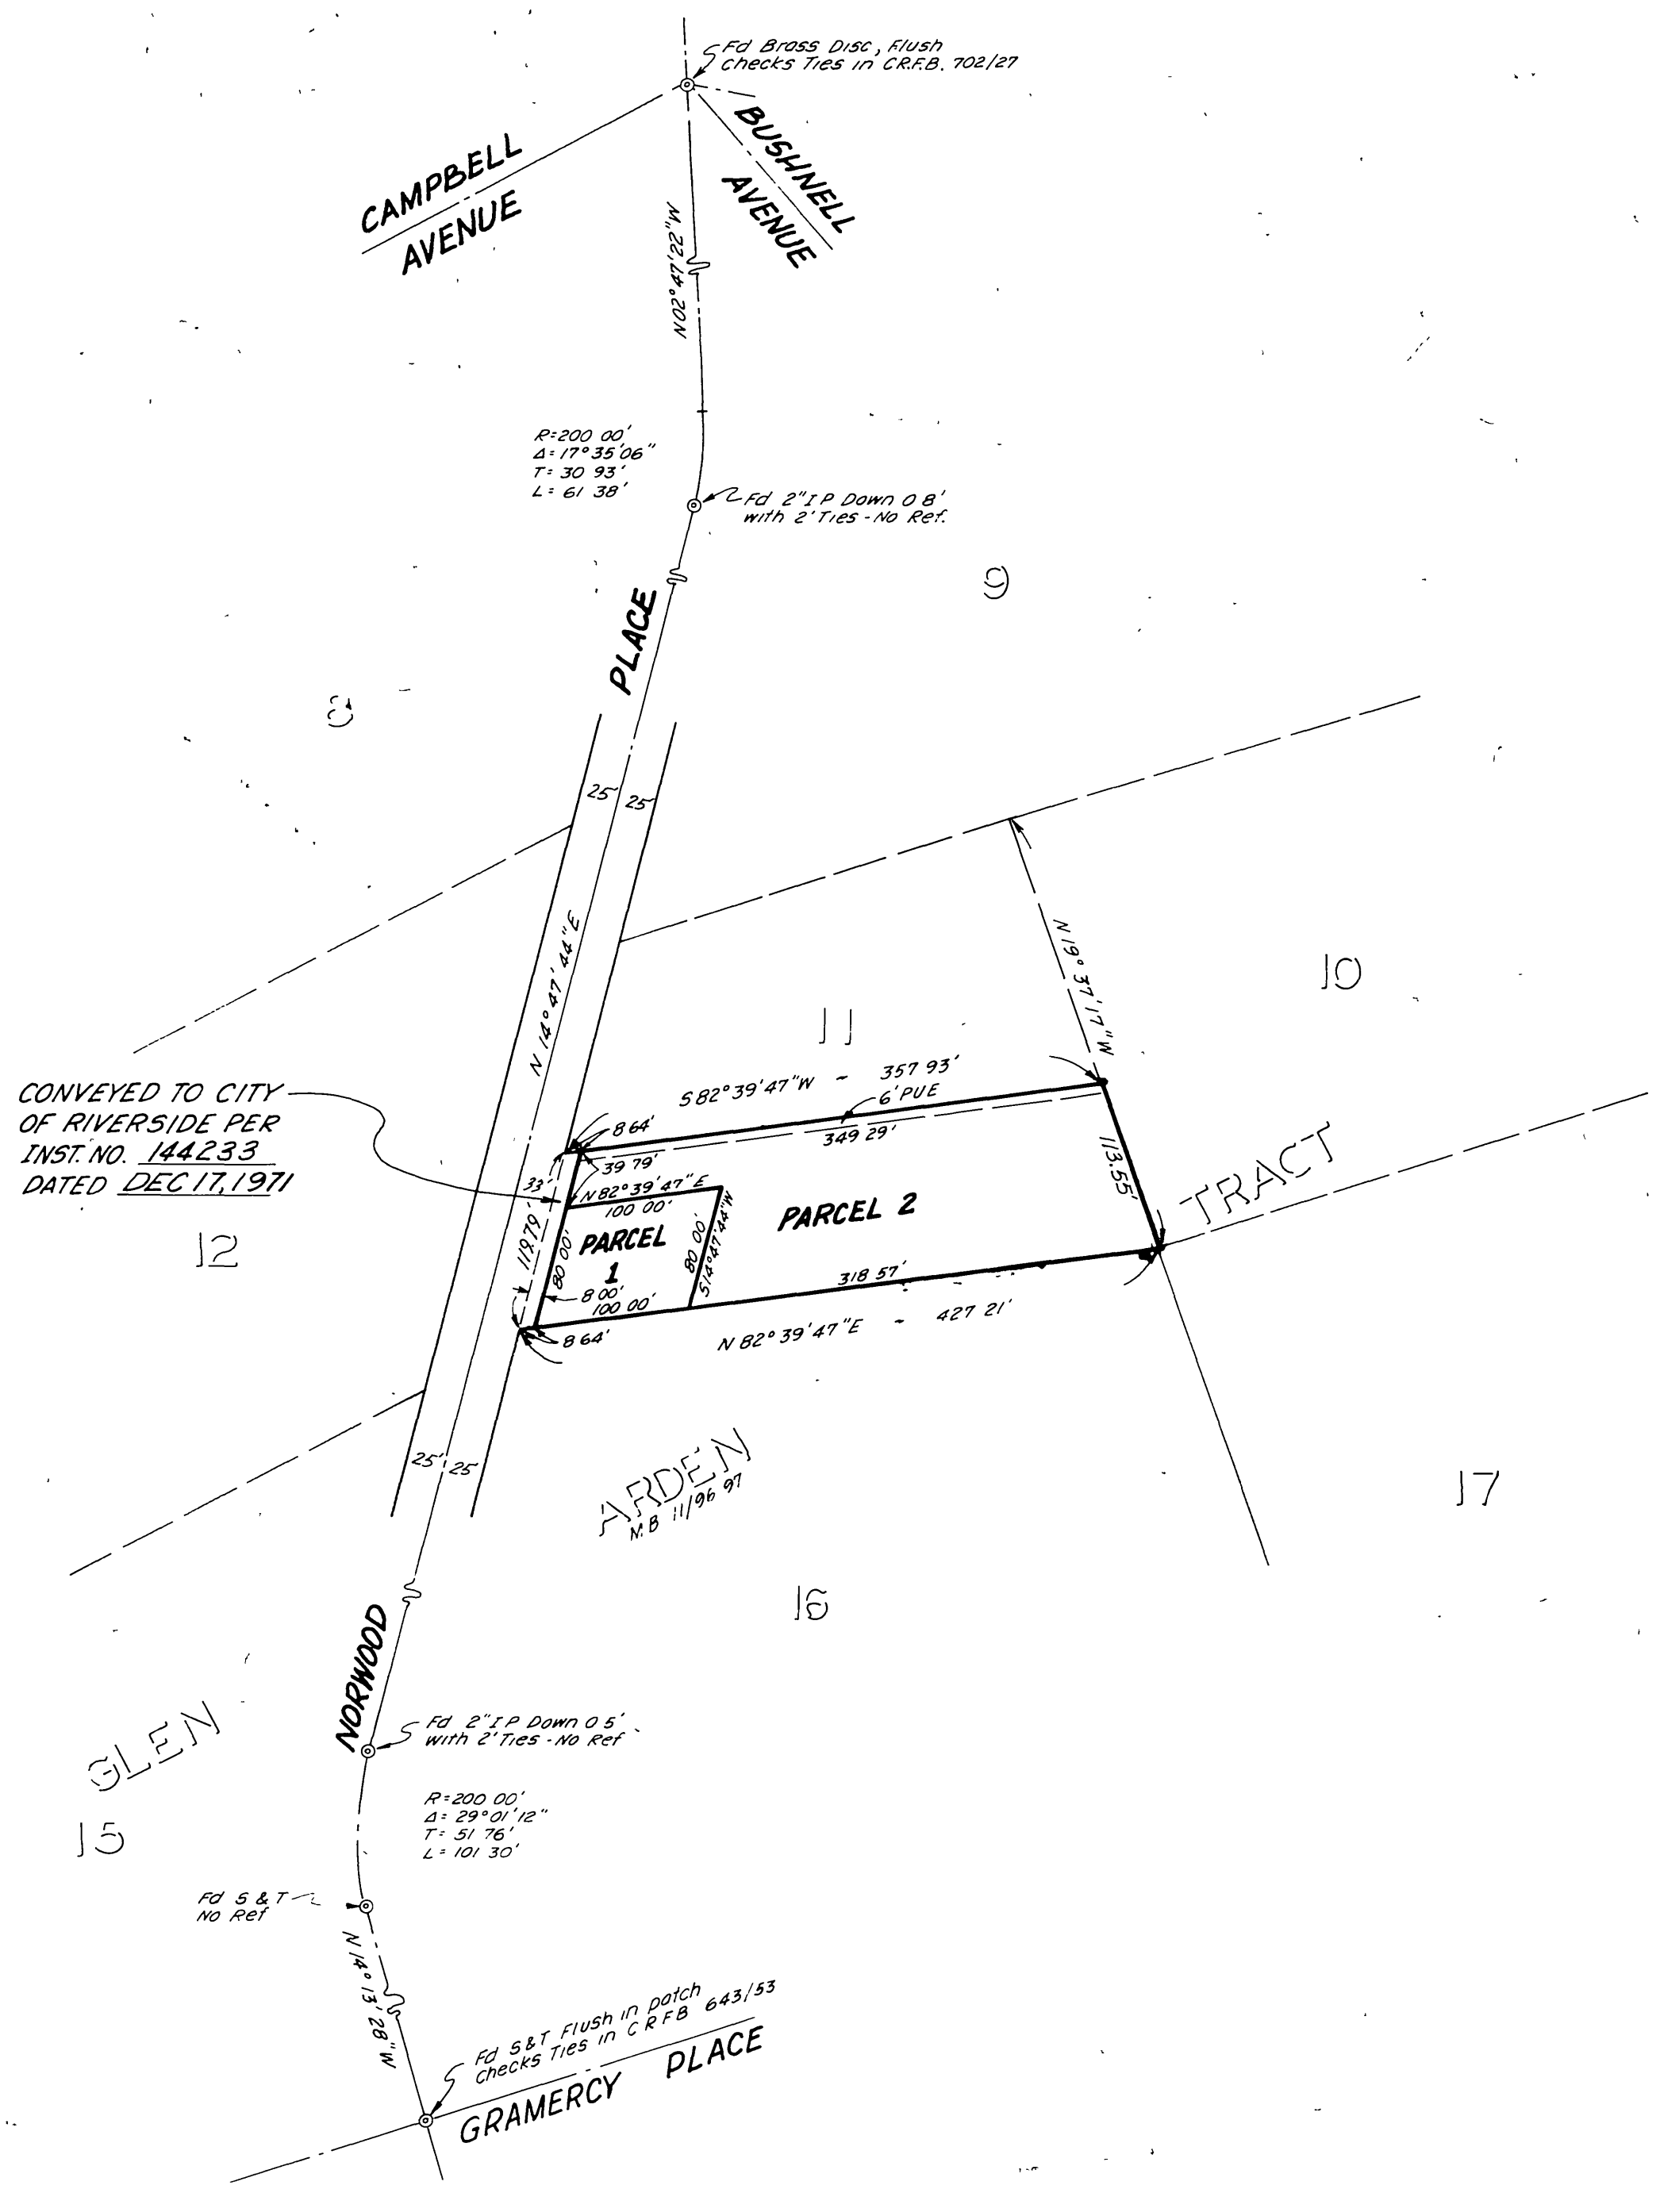 Fd Brass Disc, Flush
checks Ties in C.R.F.B. 702/27
CAMPBELL
AVENUE
BUSHNELL
AVENUE
N02°47'22"W
R=200 00'
Δ=17°35'06"
T= 30 93'
L= 61 38'
Fd 2" I P Down 0 8'
with 2' Ties - No Ref.
9
PLACE
8
25'
25'
N 14°47'44"E
N 19°37'17"W
10
11
CONVEYED TO CITY
OF RIVERSIDE PER
INST. NO. 144233
DATED DEC 17, 1971
S 82°39'47"W - 357 93'
6' PUE
8 64'
349 29'
39 79'
33'
N 82°39'47"E
100 00'
113.55'
TRACT
PARCEL 2
12
119.79'
80 00'
PARCEL
1
80 00'
S14°47'44"W
8 00'
100 00'
318 57'
8 64'
N 82°39'47"E - 427 21'
25'
25'
ARDEN
M.B 11/96 97
17
16
NORWOOD
GLEN
Fd 2" I P Down 0 5'
with 2' Ties - No Ref
15
R=200 00'
Δ= 29°01'12"
T= 51 76'
L= 101 30'
Fd S & T
No Ref
N 14°13'28"W
Fd S&T Flush in patch
checks Ties in C R F B 643/53
GRAMERCY PLACE